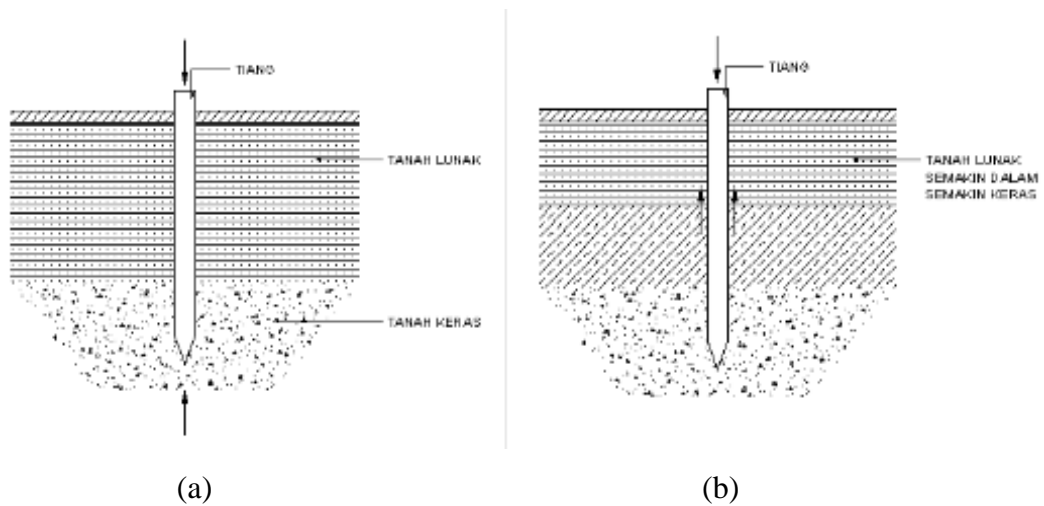 TIANG
TANAH LUNAK
TANAH KERAS
(a)
TIANG
TANAH LUNAK
SEMAKIN DALAM
SEMAKIN KERAS
(b)